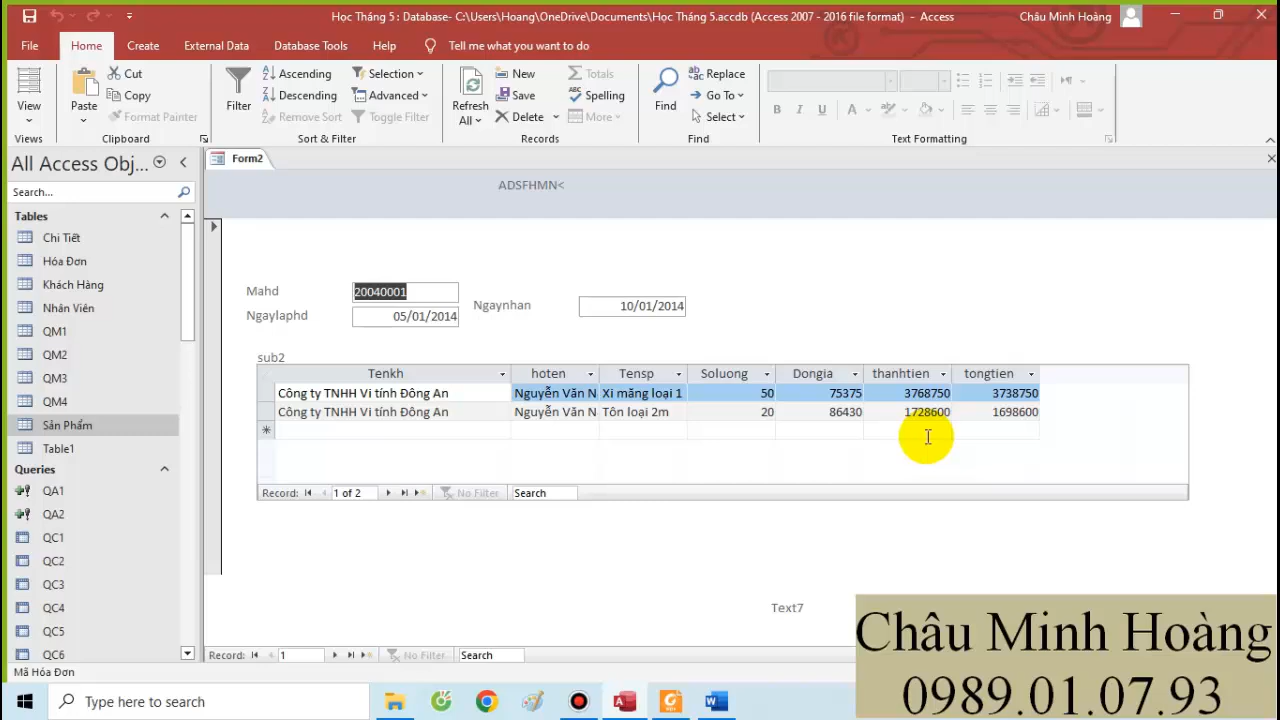 Học Tháng 5 : Database- C:\Users\Hoang\OneDrive\Documents\Học Tháng 5.accdb (Access 2007 - 2016 file format) - Access
Châu Minh Hoàng
File Home Create External Data Database Tools Help Tell me what you want to do
View
Views
Paste
Cut
Copy
Format Painter
Clipboard
Filter
Ascending
Descending
Remove Sort
Selection
Advanced
Toggle Filter
Sort & Filter
Refresh
All
New
Save
Delete
Totals
Spelling
More
Records
Find
Replace
Go To
Select
Find
B I U A
Text Formatting
All Access Obj...
Search...
Tables
Chi Tiết
Hóa Đơn
Khách Hàng
Nhân Viên
QM1
QM2
QM3
QM4
Sản Phẩm
Table1
Queries
QA1
QA2
QC1
QC2
QC3
QC4
QC5
QC6
Form2
ADSFHMN<
Mahd 20040001
Ngaylaphd 05/01/2014
Ngaynhan 10/01/2014
sub2
Tenkh hoten Tensp Soluong Dongia thanhtien tongtien
Công ty TNHH Vi tính Đông An Nguyễn Văn N Xi măng loại 1 50 75375 3768750 3738750
Công ty TNHH Vi tính Đông An Nguyễn Văn N Tôn loại 2m 20 86430 1728600 1698600
Record: 1 of 2 No Filter Search
Text7
Record: 1 No Filter Search
Mã Hóa Đơn
Type here to search
Châu Minh Hoàng
0989.01.07.93